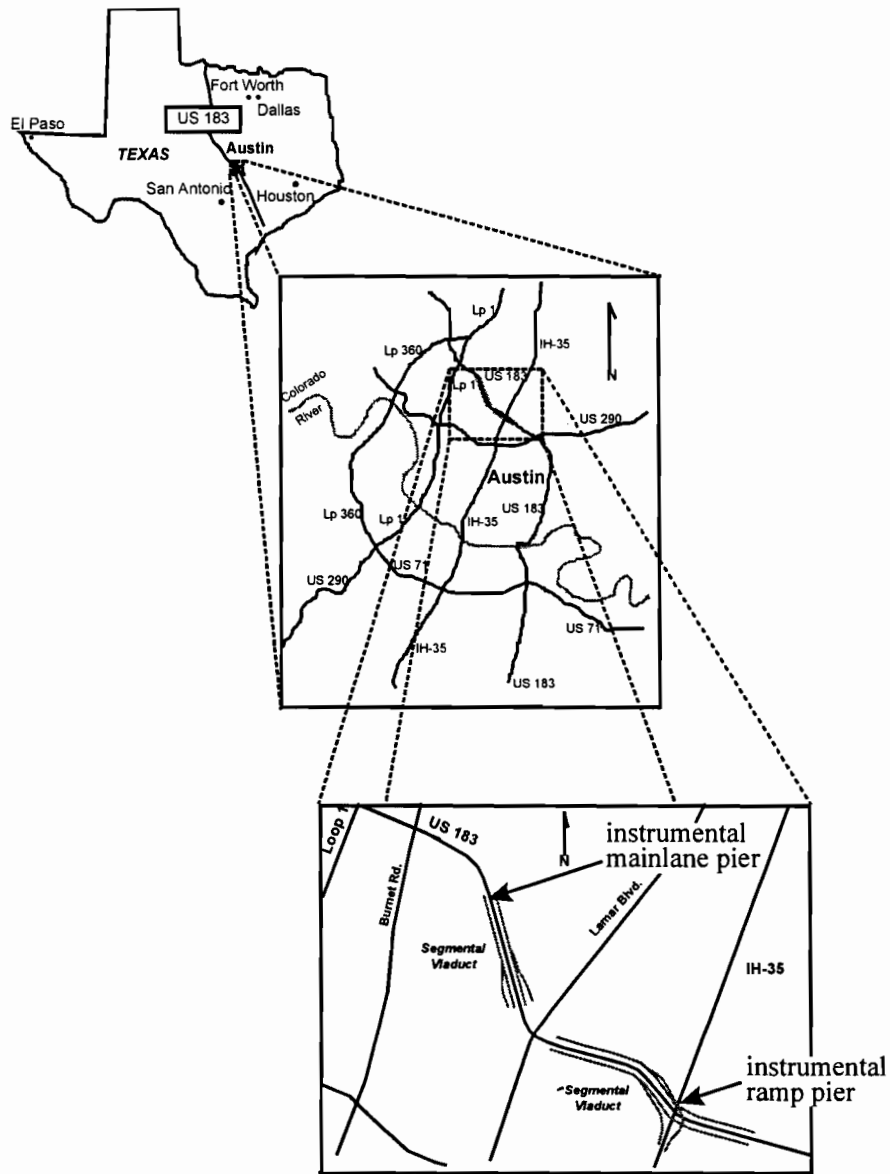 Fort Worth
Dallas
US 183
El Paso
TEXAS
Austin
San Antonio
Houston
Lp 1
Lp 360
IH-35
N
Colorado
River
US 183
Lp 1
US 290
Austin
Lp 360
Lp 1
IH-35
US 183
US 71
US 290
US 71
IH-35
US 183
Loop 1
US 183
N
instrumental
mainlane pier
Burnet Rd.
Lamar Blvd.
Segmental
Viaduct
IH-35
instrumental
ramp pier
Segmental
Viaduct